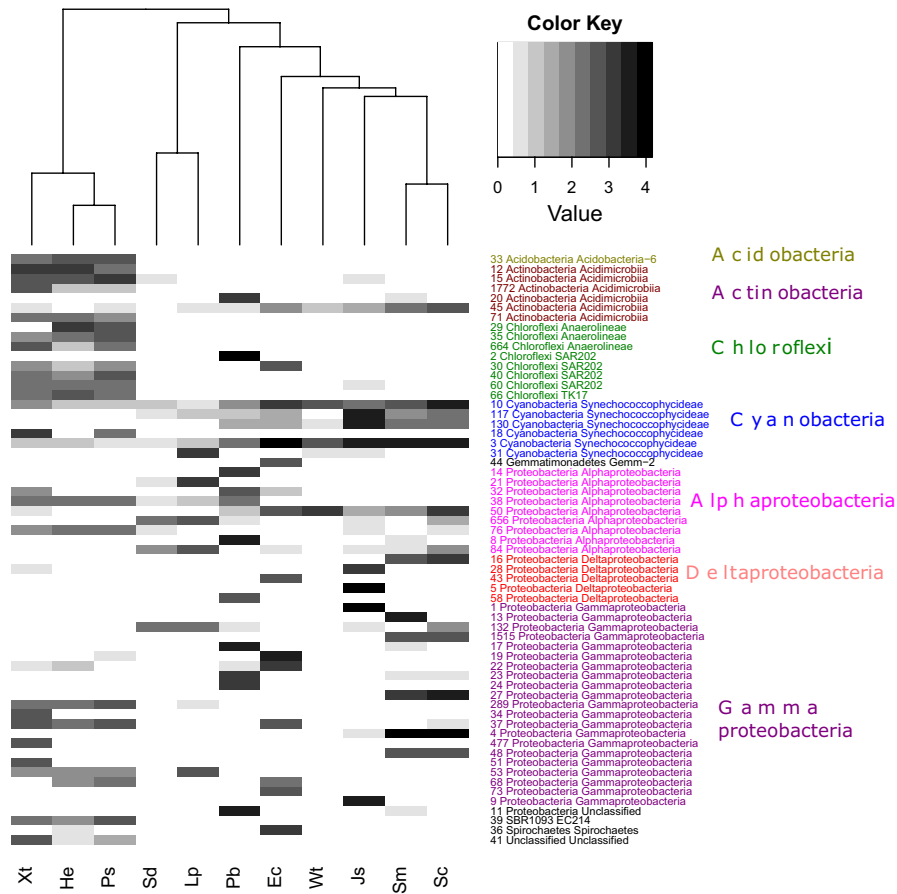 Color Key
0 1 2 3 4
Value
33 Acidobacteria Acidobacteria−6
12 Actinobacteria Acidimicrobiia
15 Actinobacteria Acidimicrobiia
1772 Actinobacteria Acidimicrobiia
20 Actinobacteria Acidimicrobiia
45 Actinobacteria Acidimicrobiia
71 Actinobacteria Acidimicrobiia
29 Chloroflexi Anaerolineae
35 Chloroflexi Anaerolineae
664 Chloroflexi Anaerolineae
2 Chloroflexi SAR202
30 Chloroflexi SAR202
40 Chloroflexi SAR202
60 Chloroflexi SAR202
66 Chloroflexi TK17
10 Cyanobacteria Synechococcophycideae
117 Cyanobacteria Synechococcophycideae
130 Cyanobacteria Synechococcophycideae
18 Cyanobacteria Synechococcophycideae
3 Cyanobacteria Synechococcophycideae
31 Cyanobacteria Synechococcophycideae
44 Gemmatimonadetes Gemm−2
14 Proteobacteria Alphaproteobacteria
21 Proteobacteria Alphaproteobacteria
32 Proteobacteria Alphaproteobacteria
38 Proteobacteria Alphaproteobacteria
50 Proteobacteria Alphaproteobacteria
656 Proteobacteria Alphaproteobacteria
76 Proteobacteria Alphaproteobacteria
8 Proteobacteria Alphaproteobacteria
84 Proteobacteria Alphaproteobacteria
16 Proteobacteria Deltaproteobacteria
28 Proteobacteria Deltaproteobacteria
43 Proteobacteria Deltaproteobacteria
5 Proteobacteria Deltaproteobacteria
58 Proteobacteria Deltaproteobacteria
1 Proteobacteria Gammaproteobacteria
13 Proteobacteria Gammaproteobacteria
132 Proteobacteria Gammaproteobacteria
1515 Proteobacteria Gammaproteobacteria
17 Proteobacteria Gammaproteobacteria
19 Proteobacteria Gammaproteobacteria
22 Proteobacteria Gammaproteobacteria
23 Proteobacteria Gammaproteobacteria
24 Proteobacteria Gammaproteobacteria
27 Proteobacteria Gammaproteobacteria
289 Proteobacteria Gammaproteobacteria
34 Proteobacteria Gammaproteobacteria
37 Proteobacteria Gammaproteobacteria
4 Proteobacteria Gammaproteobacteria
477 Proteobacteria Gammaproteobacteria
48 Proteobacteria Gammaproteobacteria
51 Proteobacteria Gammaproteobacteria
53 Proteobacteria Gammaproteobacteria
68 Proteobacteria Gammaproteobacteria
73 Proteobacteria Gammaproteobacteria
9 Proteobacteria Gammaproteobacteria
11 Proteobacteria Unclassified
39 SBR1093 EC214
36 Spirochaetes Spirochaetes
41 Unclassified Unclassified
Acidobacteria
Actinobacteria
Chloroflexi
Cyanobacteria
Alphaproteobacteria
Deltaproteobacteria
Gamma
proteobacteria
Xt He Ps Sd Lp Pb Ec Wt Js Sm Sc